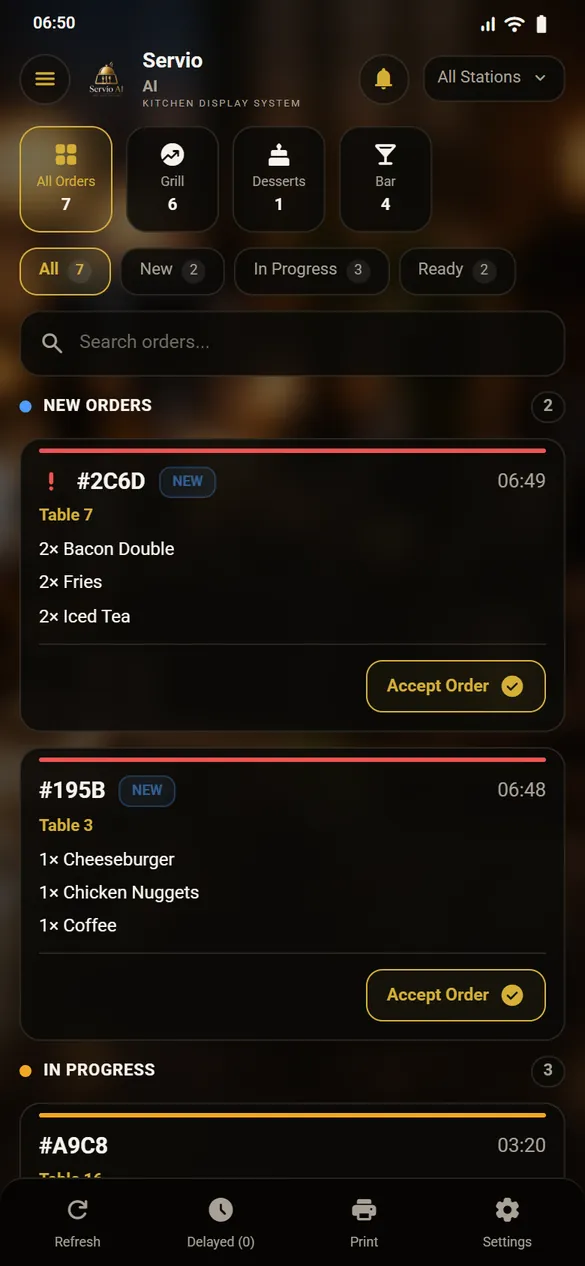 06:50
Servio AI
Servio
AI
KITCHEN DISPLAY SYSTEM
All Stations
All Orders
7
Grill
6
Desserts
1
Bar
4
All 7
New 2
In Progress 3
Ready 2
Search orders...
NEW ORDERS 2
#2C6D NEW 06:49
Table 7
2× Bacon Double
2× Fries
2× Iced Tea
Accept Order
#195B NEW 06:48
Table 3
1× Cheeseburger
1× Chicken Nuggets
1× Coffee
Accept Order
IN PROGRESS 3
#A9C8 03:20
Table 16
Refresh
Delayed (0)
Print
Settings